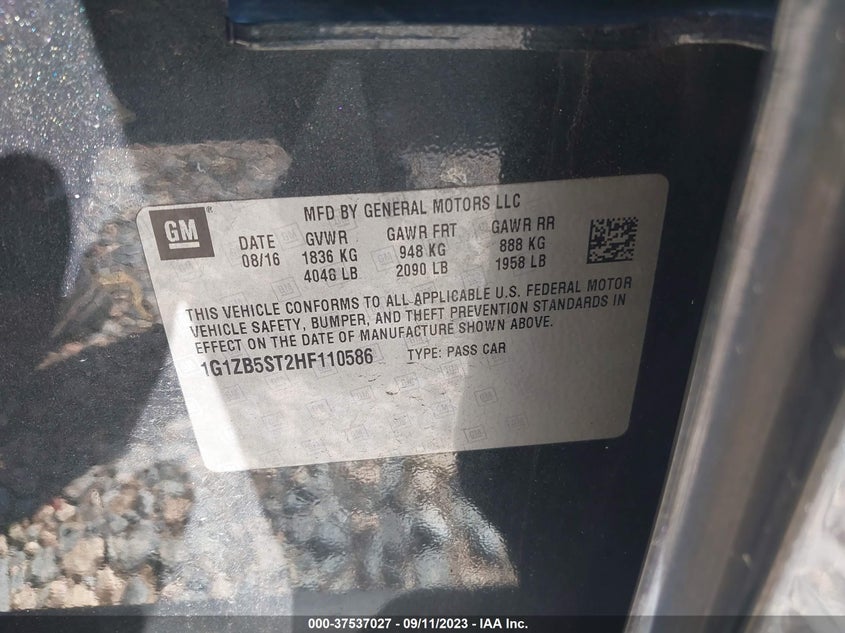 GM
®
MFD BY GENERAL MOTORS LLC
DATE GVWR GAWR FRT GAWR RR
08/16 1836 KG 948 KG 888 KG
4048 LB 2090 LB 1958 LB
THIS VEHICLE CONFORMS TO ALL APPLICABLE U.S. FEDERAL MOTOR
VEHICLE SAFETY, BUMPER, AND THEFT PREVENTION STANDARDS IN
EFFECT ON THE DATE OF MANUFACTURE SHOWN ABOVE.
1G1ZB5ST2HF110586 TYPE: PASS CAR
000-37537027 - 09/11/2023 - IAA Inc.